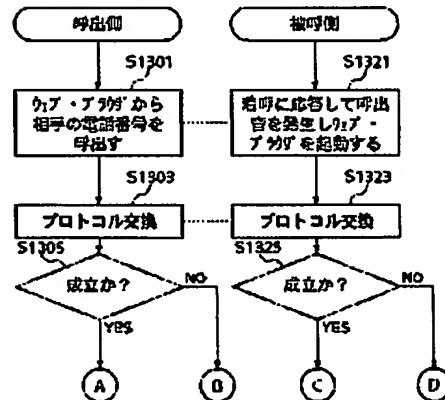 呼出側
被呼側
S1301
S1321
ウェブ・ブラウザから
相手の電話番号を
呼出す
着呼に応答して呼出
音を発生しウェブ・
ブラウザを起動する
S1303
S1323
プロトコル交換
プロトコル交換
S1305
S1325
成立か？
NO
成立か？
NO
YES
YES
A
B
C
D